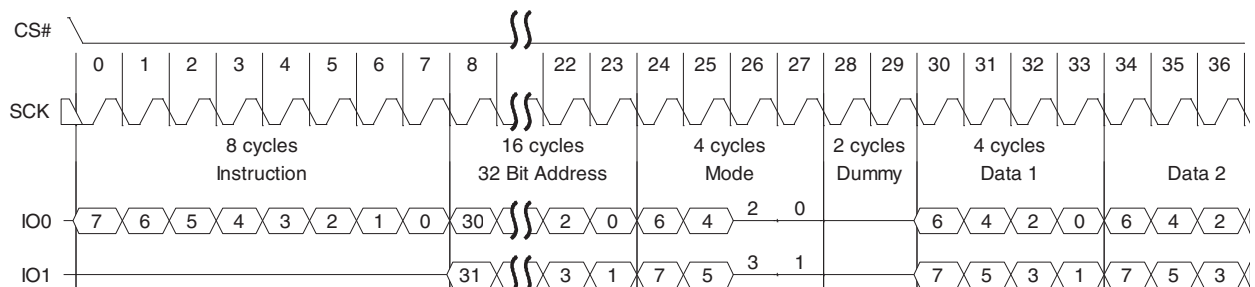 CS#
0 1 2 3 4 5 6 7 8 22 23 24 25 26 27 28 29 30 31 32 33 34 35 36
SCK
8 cycles 16 cycles 4 cycles 2 cycles 4 cycles
Instruction 32 Bit Address Mode Dummy Data 1 Data 2
IO0 7 6 5 4 3 2 1 0 30 2 0 6 4 2 0 6 4 2 0 6 4 2
IO1 31 3 1 7 5 3 1 7 5 3 1 7 5 3